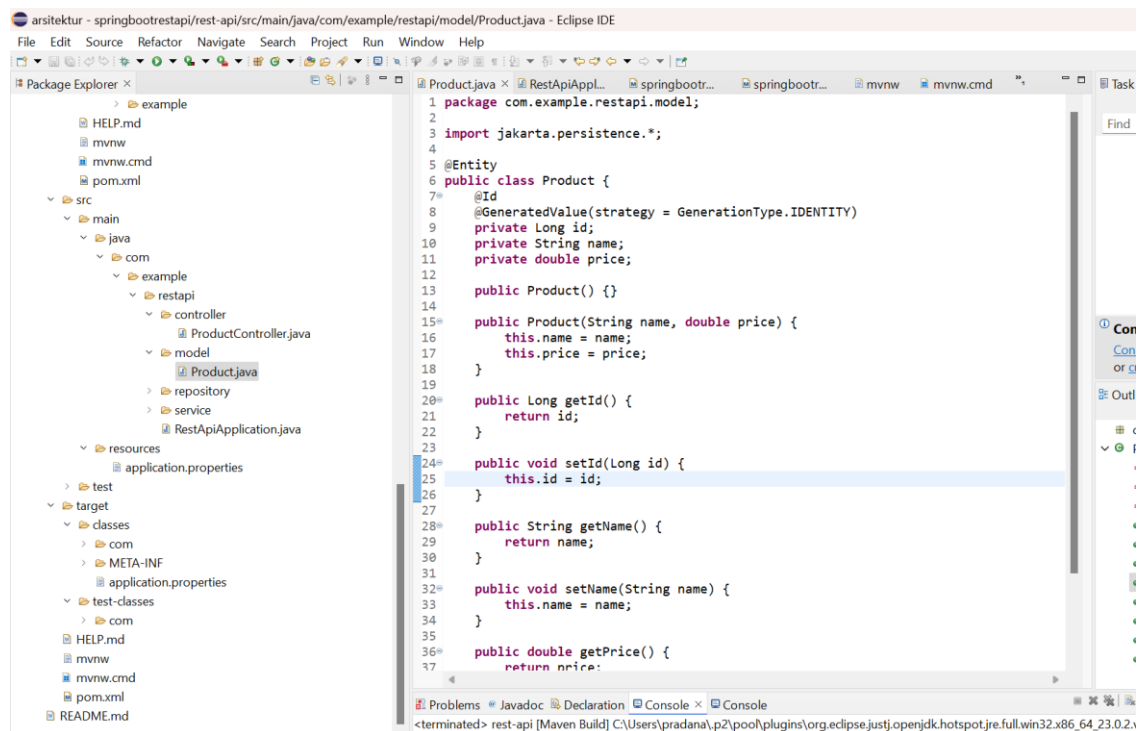 arsitektur - springbootrestapi/rest-api/src/main/java/com/example/restapi/model/Product.java - Eclipse IDE
File Edit Source Refactor Navigate Search Project Run Window Help
Package Explorer
example
HELP.md
mvnw
mvnw.cmd
pom.xml
src
main
java
com
example
restapi
controller
ProductController.java
model
Product.java
repository
service
RestApiApplication.java
resources
application.properties
test
target
classes
com
META-INF
application.properties
test-classes
com
HELP.md
mvnw
mvnw.cmd
pom.xml
README.md
Product.java RestApiAppl... springbootr... springbootr... mvnw mvnw.cmd
1 package com.example.restapi.model;
2
3 import jakarta.persistence.*;
4
5 @Entity
6 public class Product {
7 @Id
8 @GeneratedValue(strategy = GenerationType.IDENTITY)
9 private Long id;
10 private String name;
11 private double price;
12
13 public Product() {}
14
15 public Product(String name, double price) {
16 this.name = name;
17 this.price = price;
18 }
19
20 public Long getId() {
21 return id;
22 }
23
24 public void setId(Long id) {
25 this.id = id;
26 }
27
28 public String getName() {
29 return name;
30 }
31
32 public void setName(String name) {
33 this.name = name;
34 }
35
36 public double getPrice() {
37 return price;
Task
Find
Con
Con
or c
Outl
Problems Javadoc Declaration Console Console
<terminated> rest-api [Maven Build] C:\Users\pradana\.p2\pool\plugins\org.eclipse.justj.openjdk.hotspot.jre.full.win32.x86_64_23.0.2.v